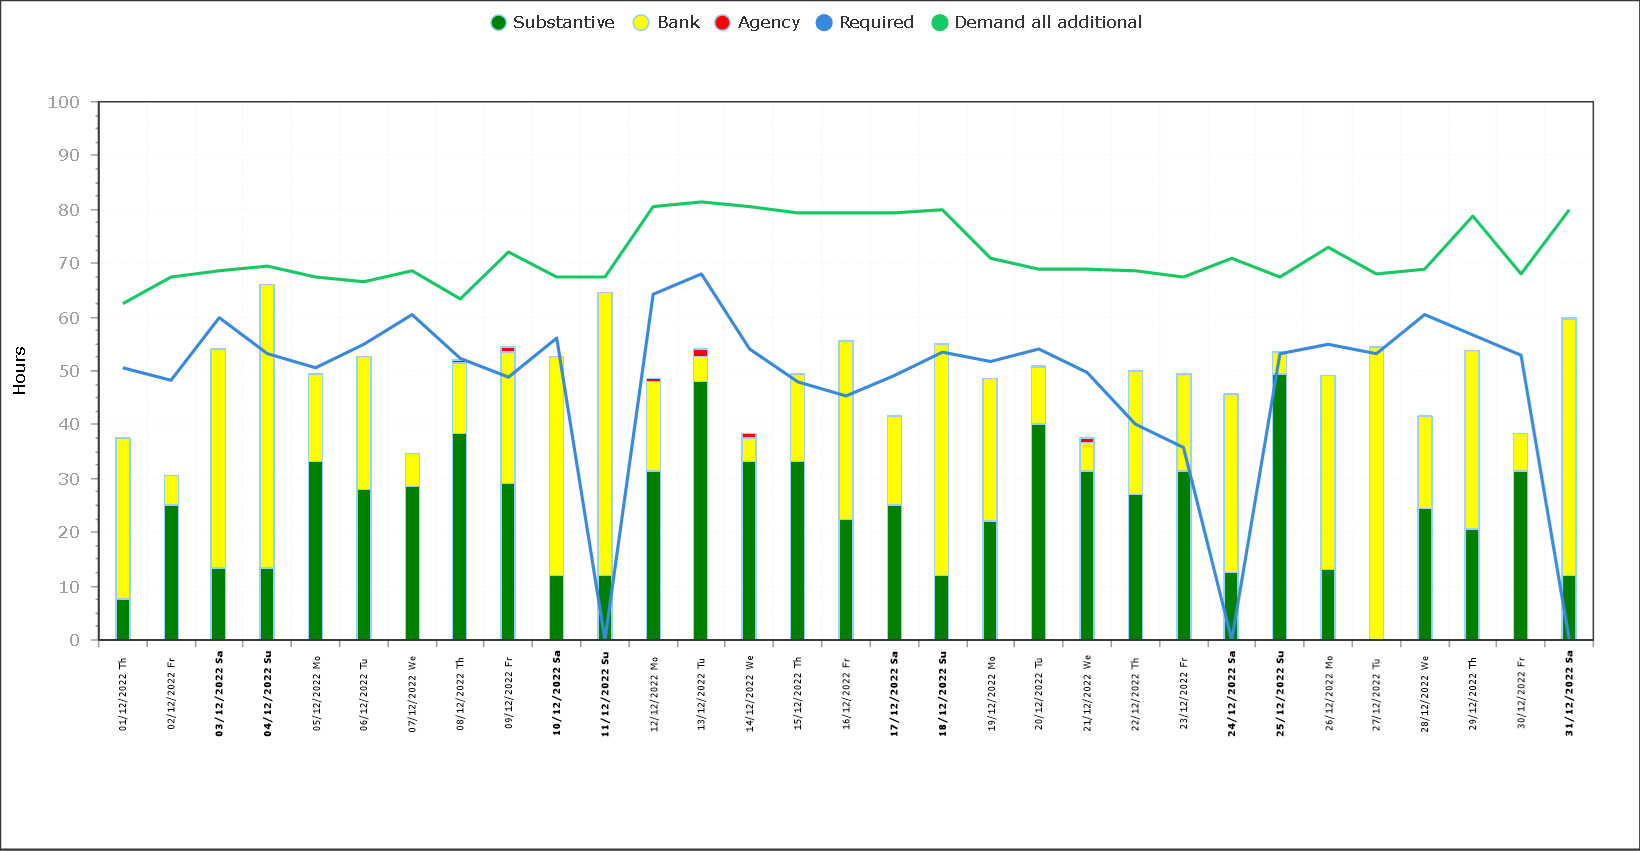 Substantive Bank Agency Required Demand all additional
100
90
80
70
60
50
40
30
20
10
0
Hours
01/12/2022 Th
02/12/2022 Fr
03/12/2022 Sa
04/12/2022 Su
05/12/2022 Mo
06/12/2022 Tu
07/12/2022 We
08/12/2022 Th
09/12/2022 Fr
10/12/2022 Sa
11/12/2022 Su
12/12/2022 Mo
13/12/2022 Tu
14/12/2022 We
15/12/2022 Th
16/12/2022 Fr
17/12/2022 Sa
18/12/2022 Su
19/12/2022 Mo
20/12/2022 Tu
21/12/2022 We
22/12/2022 Th
23/12/2022 Fr
24/12/2022 Sa
25/12/2022 Su
26/12/2022 Mo
27/12/2022 Tu
28/12/2022 We
29/12/2022 Th
30/12/2022 Fr
31/12/2022 Sa